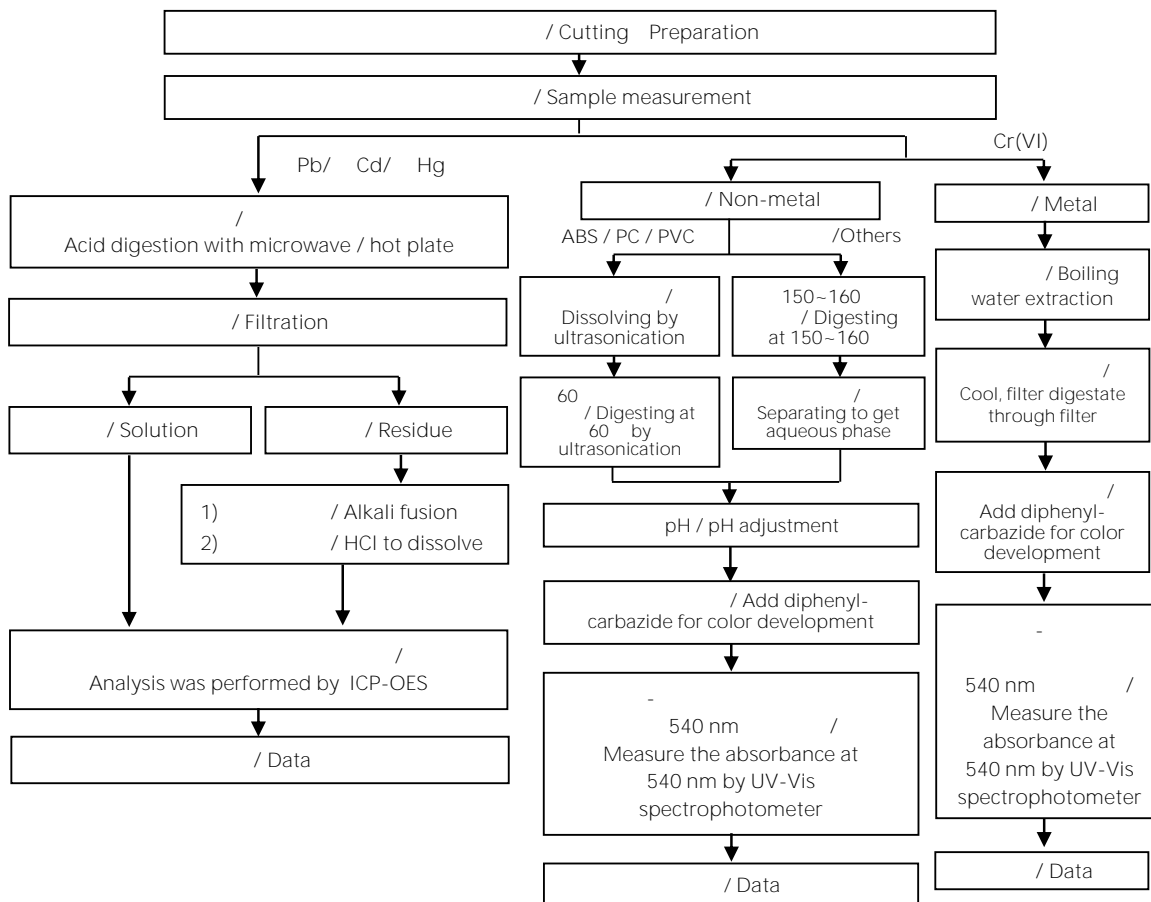 / Cutting Preparation
/ Sample measurement
Pb/ Cd/ Hg
Cr(VI)
/
Acid digestion with microwave / hot plate
/ Filtration
/ Solution
/ Residue
1) / Alkali fusion
2) / HCl to dissolve
/
Analysis was performed by ICP-OES
/ Data
/ Non-metal
ABS / PC / PVC
/Others
/
Dissolving by
ultrasonication
150~160
/ Digesting
at 150~160
60
/ Digesting at
60 by
ultrasonication
/
Separating to get
aqueous phase
pH / pH adjustment
/ Add diphenyl-
carbazide for color
development
-
540 nm /
Measure the absorbance at
540 nm by UV-Vis
spectrophotometer
/ Data
/ Metal
/ Boiling
water extraction
/
Cool, filter digestate
through filter
/
Add diphenyl-
carbazide for color
development
-
540 nm /
Measure the
absorbance at
540 nm by UV-Vis
spectrophotometer
/ Data